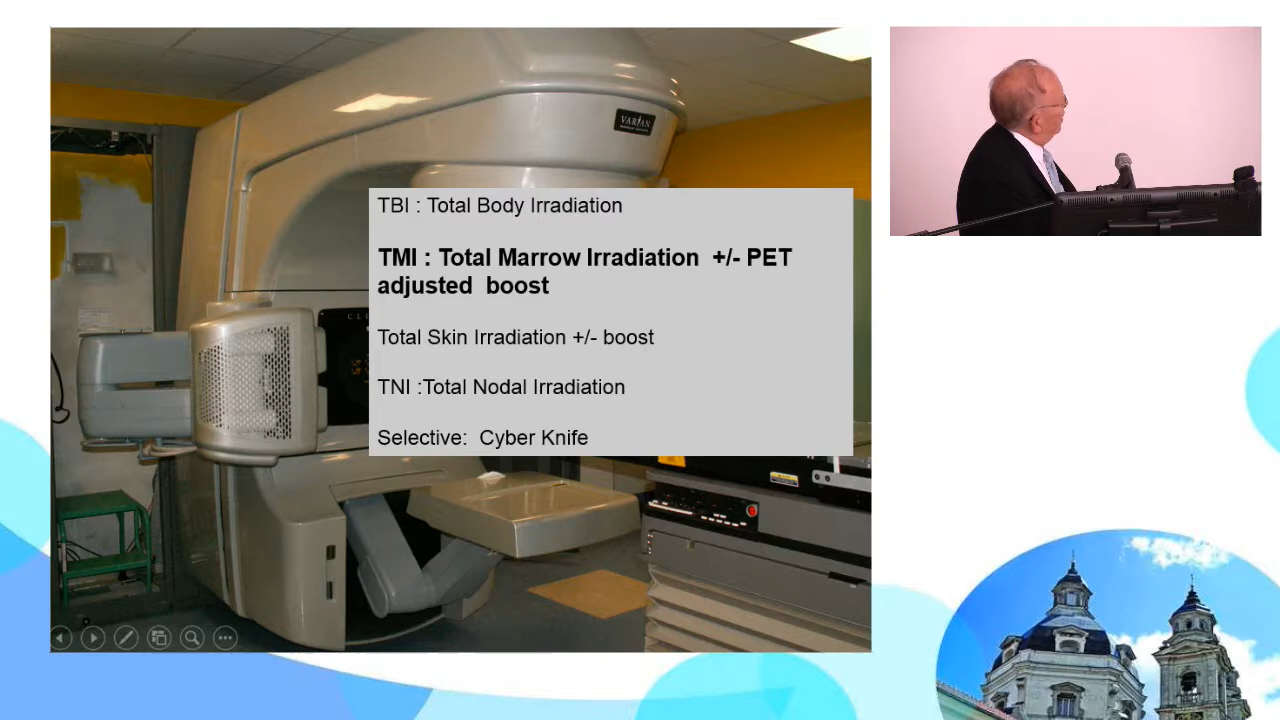 VARIAN
TBI : Total Body Irradiation
TMI : Total Marrow Irradiation +/- PET
adjusted boost
Total Skin Irradiation +/- boost
TNI :Total Nodal Irradiation
Selective: Cyber Knife